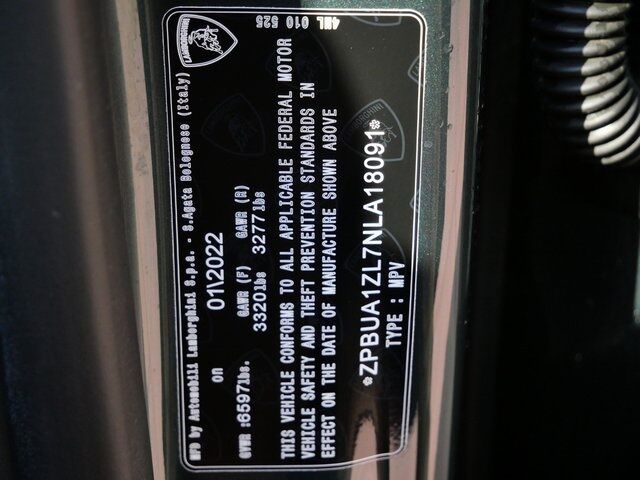 4ML 010 525
LAMBORGHINI
MFD by Automobili Lamborghini S.p.a. - S.Agata Bolognese (Italy)
on 01\2022
GVWR :6597lbs. GAWR (F) GAWR (R)
3320lbs 3277lbs
THIS VEHICLE CONFORMS TO ALL APPLICABLE FEDERAL MOTOR
VEHICLE SAFETY AND THEFT PREVENTION STANDARDS IN
EFFECT ON THE DATE OF MANUFACTURE SHOWN ABOVE
*ZPBUA1ZL7NLA18091*
TYPE : MPV